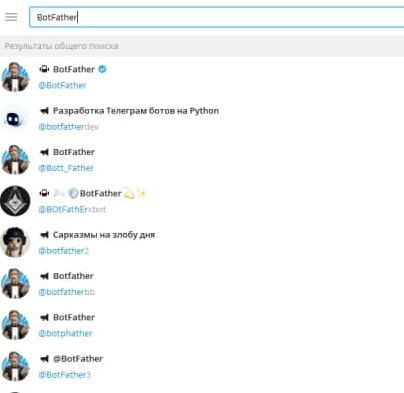 BotFather
Результаты общего поиска
BotFather
@BotFather
Разработка Телеграм ботов на Python
@botfatherdev
BotFather
@Bott_Father
BotFather
@BOtFathErxbot
Сарказмы на злобу дня
@botfather2
Botfather
@botfatherbb
BotFather
@botphather
@BotFather
@BotFather3